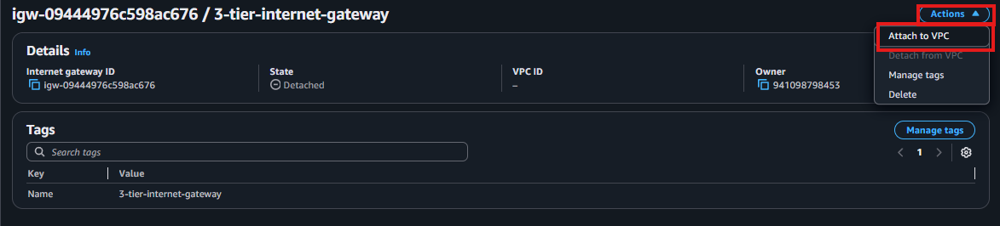 igw-09444976c598ac676 / 3-tier-internet-gateway
Actions
Attach to VPC
Detach from VPC
Manage tags
Delete
Details Info
Internet gateway ID
igw-09444976c598ac676
State
Detached
VPC ID
–
Owner
941098798453
Tags
Manage tags
Search tags
1
Key Value
Name 3-tier-internet-gateway